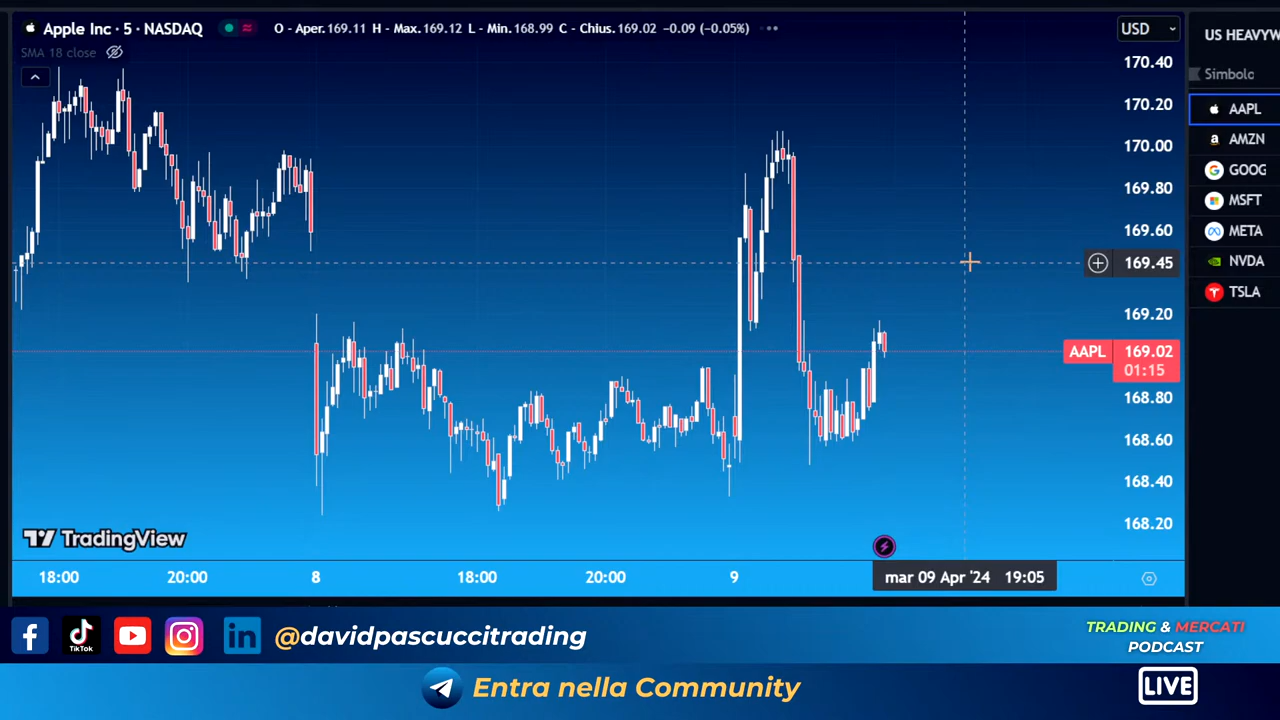 Apple Inc · 5 · NASDAQ
O - Aper.169.11 H - Max.169.12 L - Min.168.99 C - Chius.169.02 −0.09 (−0.05%)
SMA 18 close
USD
170.40
170.20
170.00
169.80
169.60
169.45
169.20
AAPL 169.02
01:15
168.80
168.60
168.40
168.20
US HEAVYW
Simbolo
AAPL
AMZN
GOOG
MSFT
META
NVDA
TSLA
TradingView
18:00 20:00 8 18:00 20:00 9 mar 09 Apr '24 19:05
TikTok
@davidpascuccitrading
TRADING & MERCATI
PODCAST
Entra nella Community
LIVE